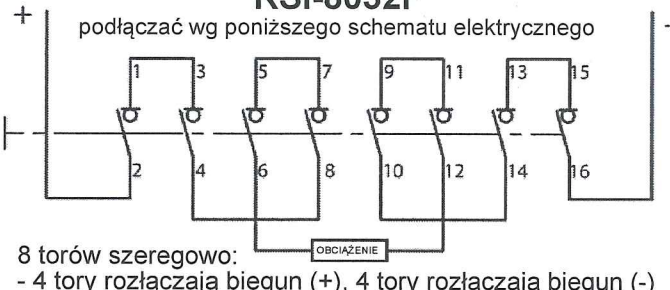 podłączać wg poniższego schematu elektrycznego
+ -
1 3 5 7 9 11 13 15
2 4 6 8 10 12 14 16
OBCIĄŻENIE
8 torów szeregowo:
- 4 tory rozłączają biegun (+), 4 tory rozłączają biegun (-)